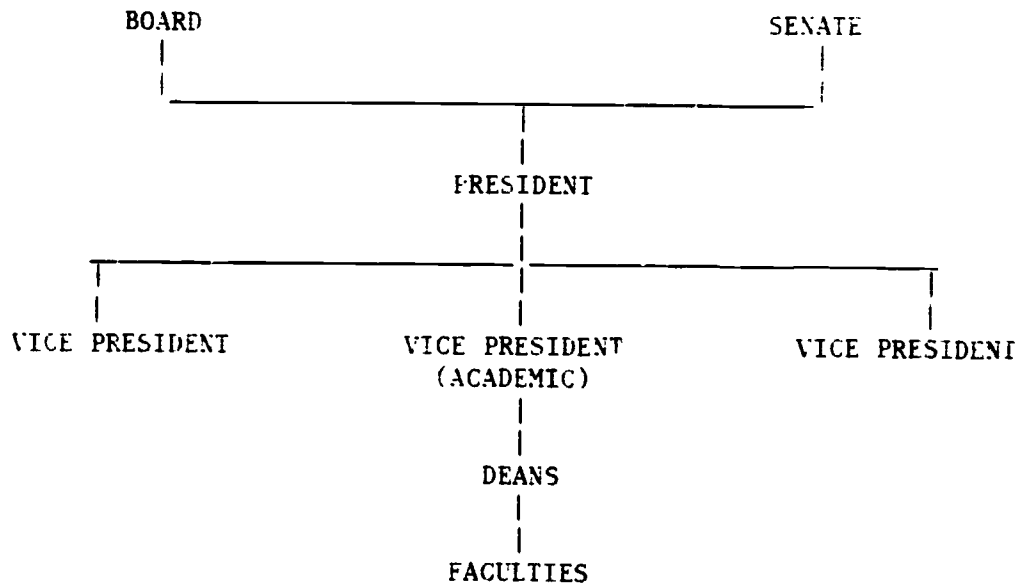 BOARD SENATE
PRESIDENT
VICE PRESIDENT VICE PRESIDENT VICE PRESIDENT
(ACADEMIC)
DEANS
FACULTIES